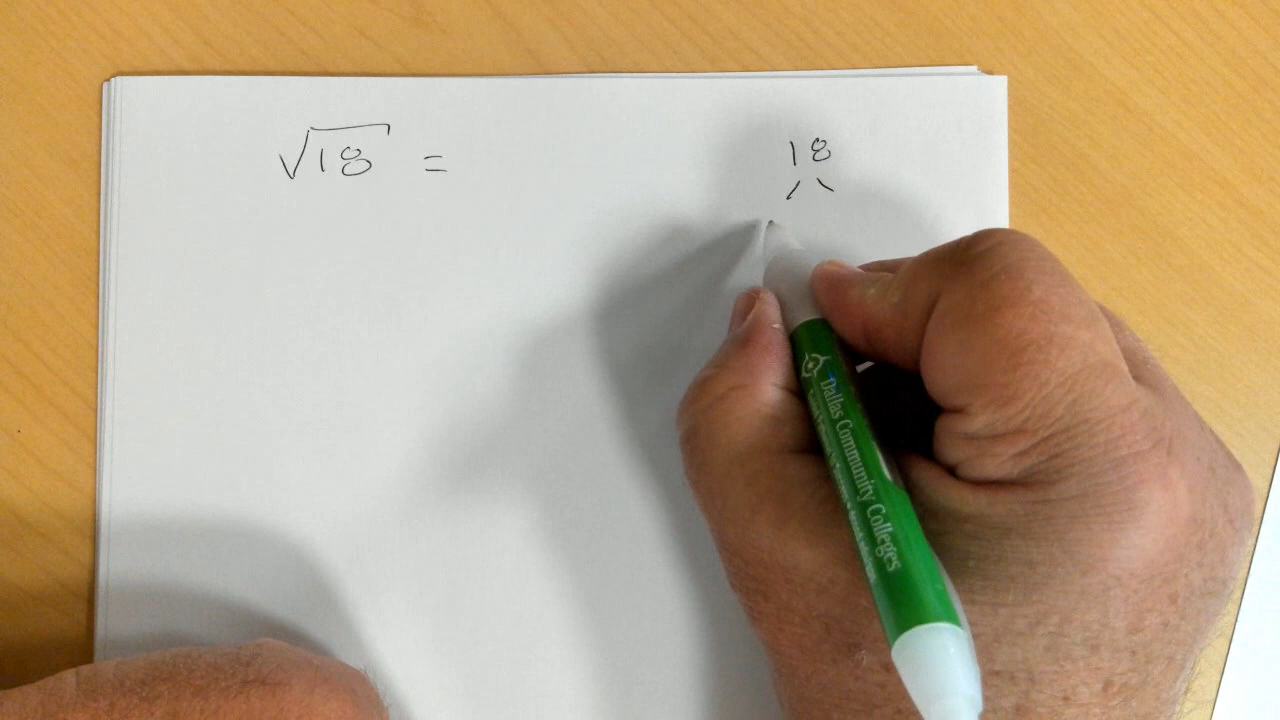 √18 =
18
Dallas Community Colleges